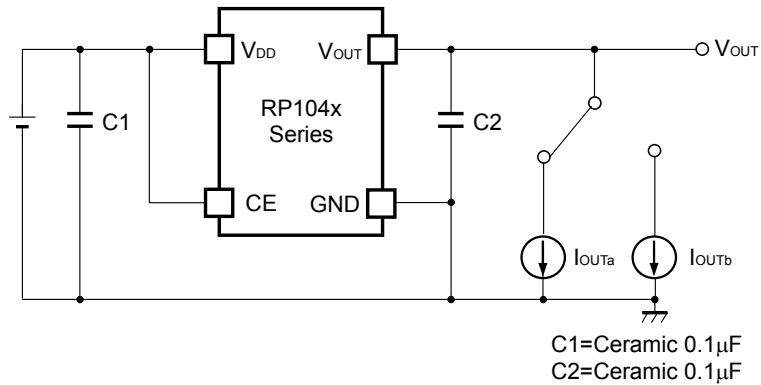 VDD
VOUT
VOUT
RP104x
Series
C1
C2
CE
GND
IOUTa
IOUTb
C1=Ceramic 0.1μF
C2=Ceramic 0.1μF